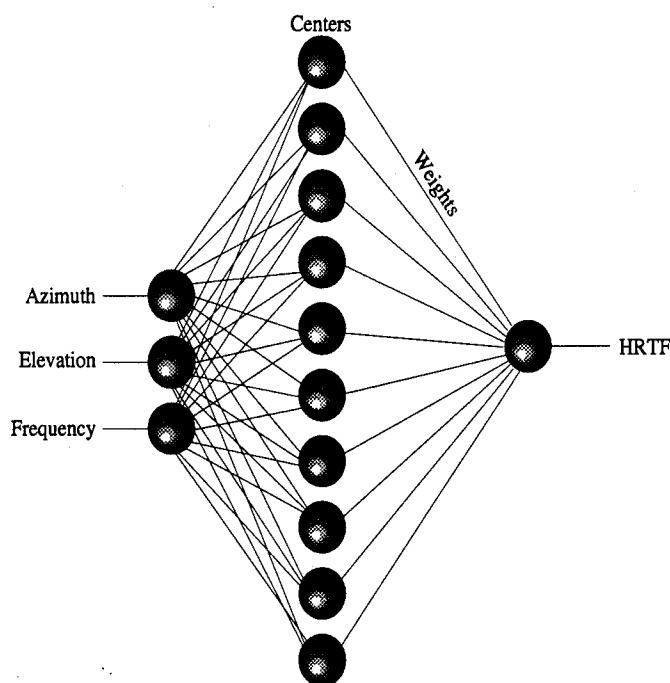 Centers
Weights
Azimuth
Elevation
HRTF
Frequency